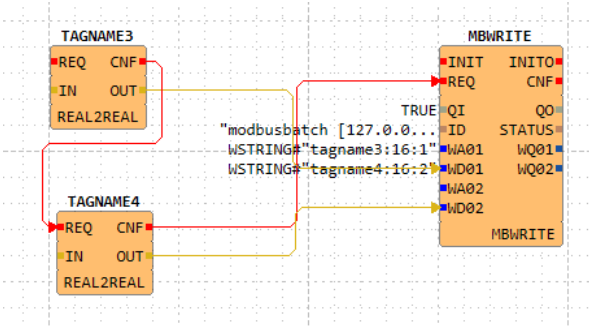 TAGNAME3
REQ CNF
IN OUT
REAL2REAL
TAGNAME4
REQ CNF
IN OUT
REAL2REAL
MBWRITE
INIT INITO
REQ CNF
TRUE QI QO
"modbusbatch [127.0.0... ID STATUS
WSTRING#"tagname3:16:1" WA01 WQ01
WSTRING#"tagname4:16:2" WD01 WQ02
WA02
WD02
MBWRITE